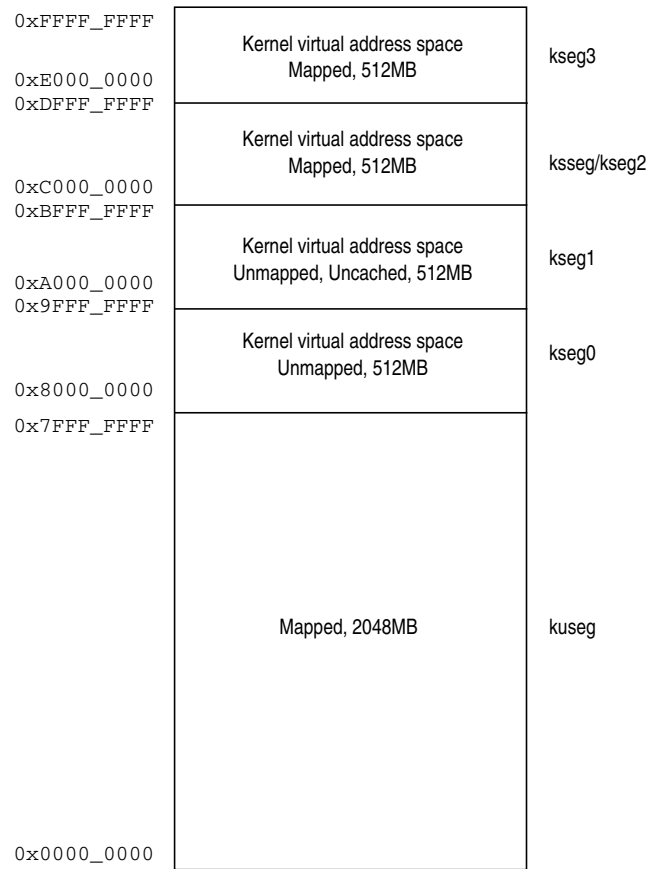 0xFFFF_FFFF
Kernel virtual address space
Mapped, 512MB
kseg3
0xE000_0000
0xDFFF_FFFF
Kernel virtual address space
Mapped, 512MB
ksseg/kseg2
0xC000_0000
0xBFFF_FFFF
Kernel virtual address space
Unmapped, Uncached, 512MB
kseg1
0xA000_0000
0x9FFF_FFFF
Kernel virtual address space
Unmapped, 512MB
kseg0
0x8000_0000
0x7FFF_FFFF
Mapped, 2048MB
kuseg
0x0000_0000